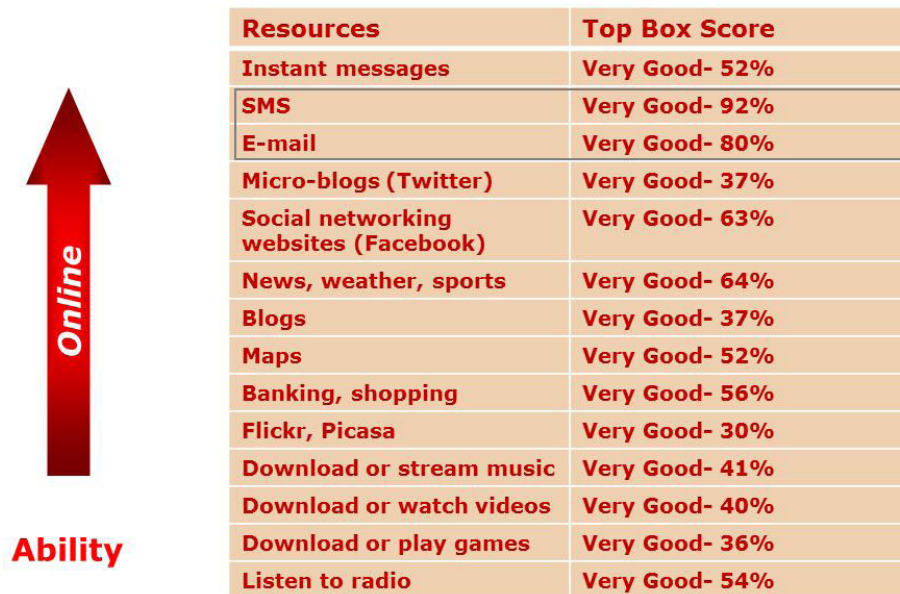 Resources Top Box Score
Instant messages Very Good- 52%
SMS Very Good- 92%
E-mail Very Good- 80%
Micro-blogs (Twitter) Very Good- 37%
Social networking Very Good- 63%
websites (Facebook)
News, weather, sports Very Good- 64%
Blogs Very Good- 37%
Maps Very Good- 52%
Banking, shopping Very Good- 56%
Flickr, Picasa Very Good- 30%
Download or stream music Very Good- 41%
Download or watch videos Very Good- 40%
Download or play games Very Good- 36%
Listen to radio Very Good- 54%
Online
Ability